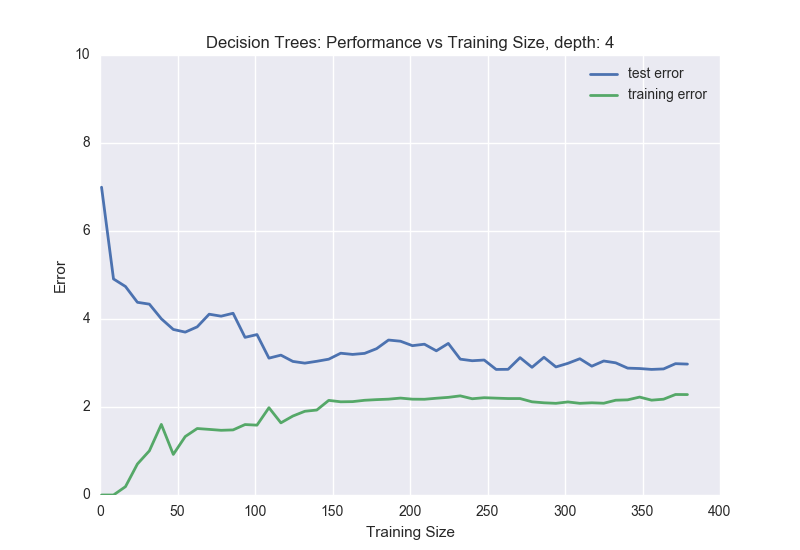 Decision Trees: Performance vs Training Size, depth: 4
10
8
6
4
2
0
Error
test error
training error
0 50 100 150 200 250 300 350 400
Training Size